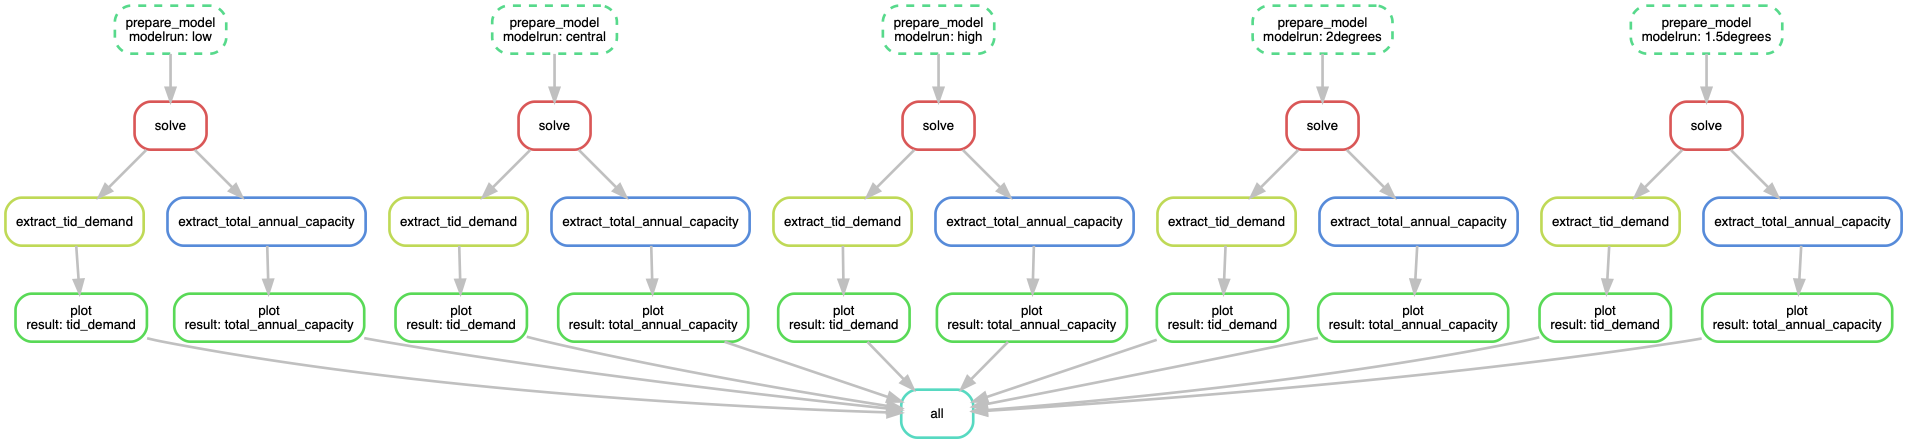 prepare_model
modelrun: low
prepare_model
modelrun: central
prepare_model
modelrun: high
prepare_model
modelrun: 2degrees
prepare_model
modelrun: 1.5degrees
solve
solve
solve
solve
solve
extract_tid_demand
extract_total_annual_capacity
extract_tid_demand
extract_total_annual_capacity
extract_tid_demand
extract_total_annual_capacity
extract_tid_demand
extract_total_annual_capacity
extract_tid_demand
extract_total_annual_capacity
plot
result: tid_demand
plot
result: total_annual_capacity
plot
result: tid_demand
plot
result: total_annual_capacity
plot
result: tid_demand
plot
result: total_annual_capacity
plot
result: tid_demand
plot
result: total_annual_capacity
plot
result: tid_demand
plot
result: total_annual_capacity
all